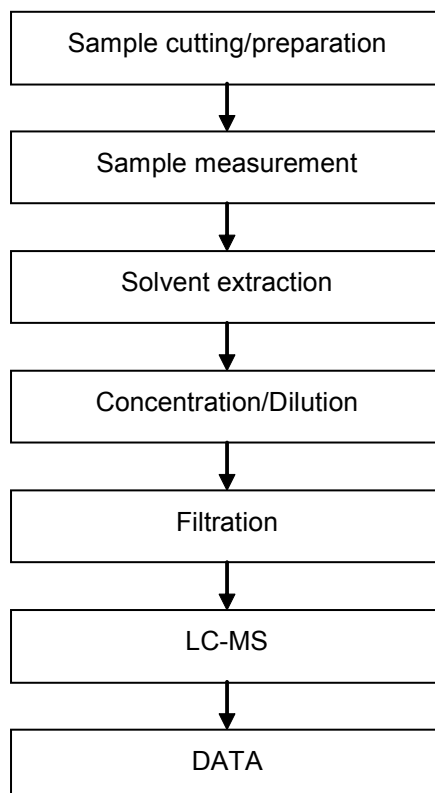 Sample cutting/preparation
Sample measurement
Solvent extraction
Concentration/Dilution
Filtration
LC-MS
DATA